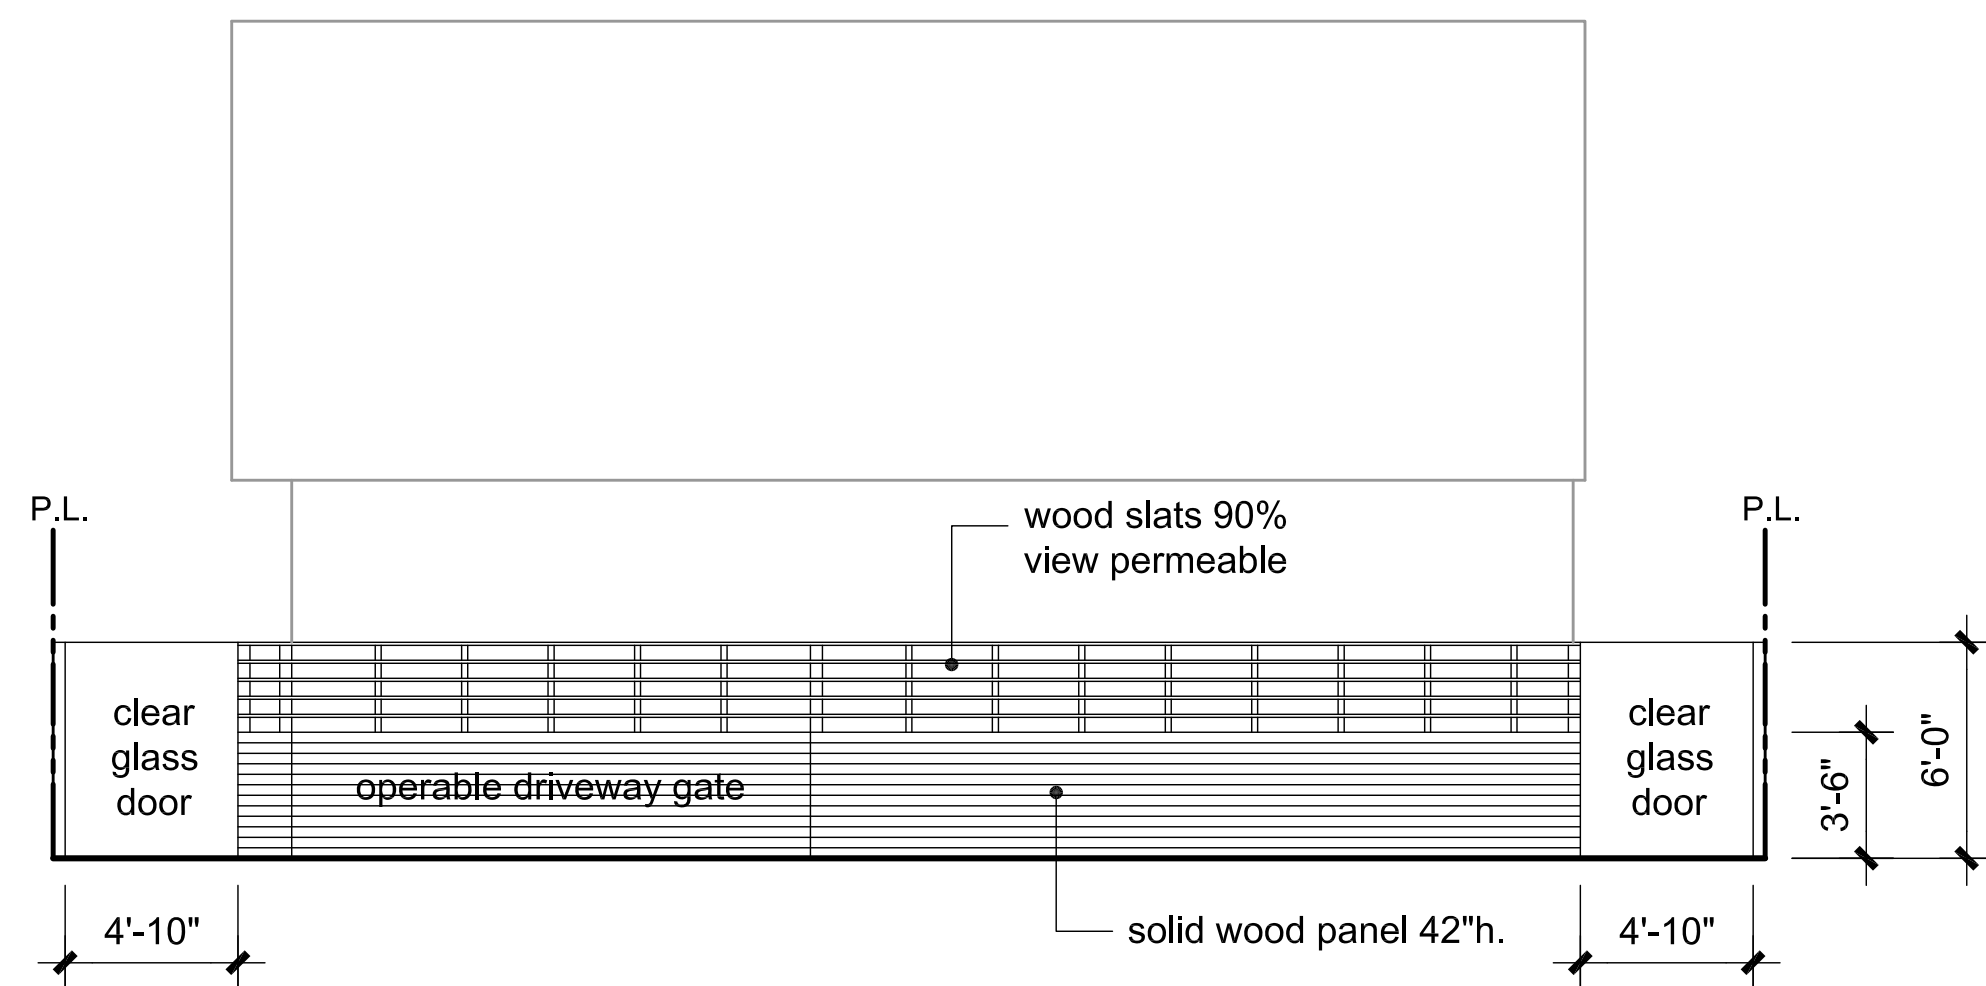 P.L.
P.L.
wood slats 90%
view permeable
clear
glass
door
operable driveway gate
clear
glass
door
3'-6"
6'-0"
4'-10"
solid wood panel 42"h.
4'-10"